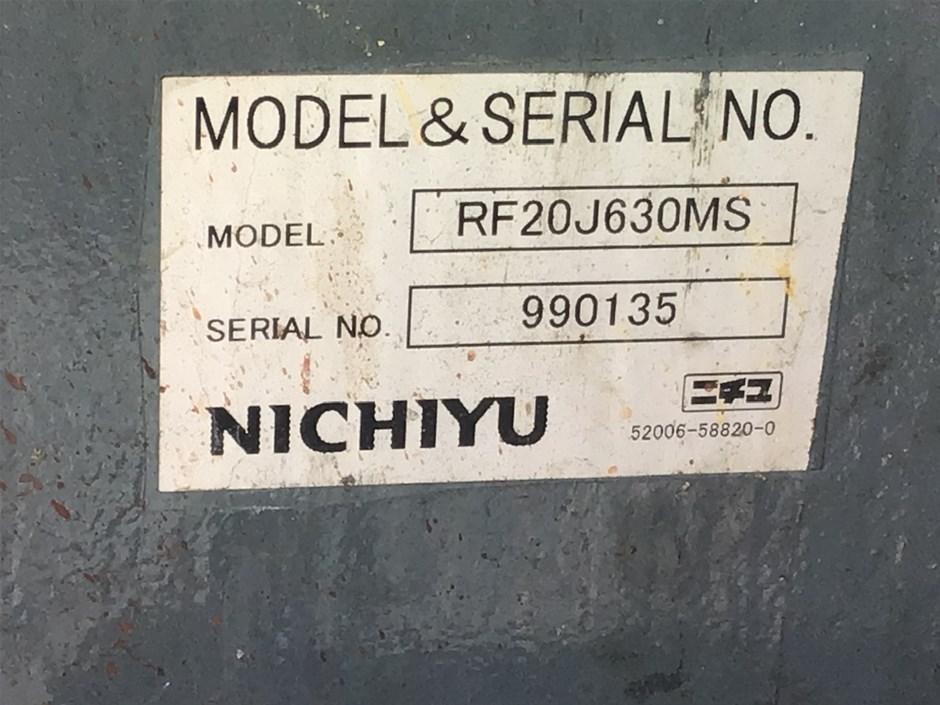 MODEL & SERIAL NO.
MODEL RF20J630MS
SERIAL NO. 990135
NICHIYU
ニチユ
52006-58820-0